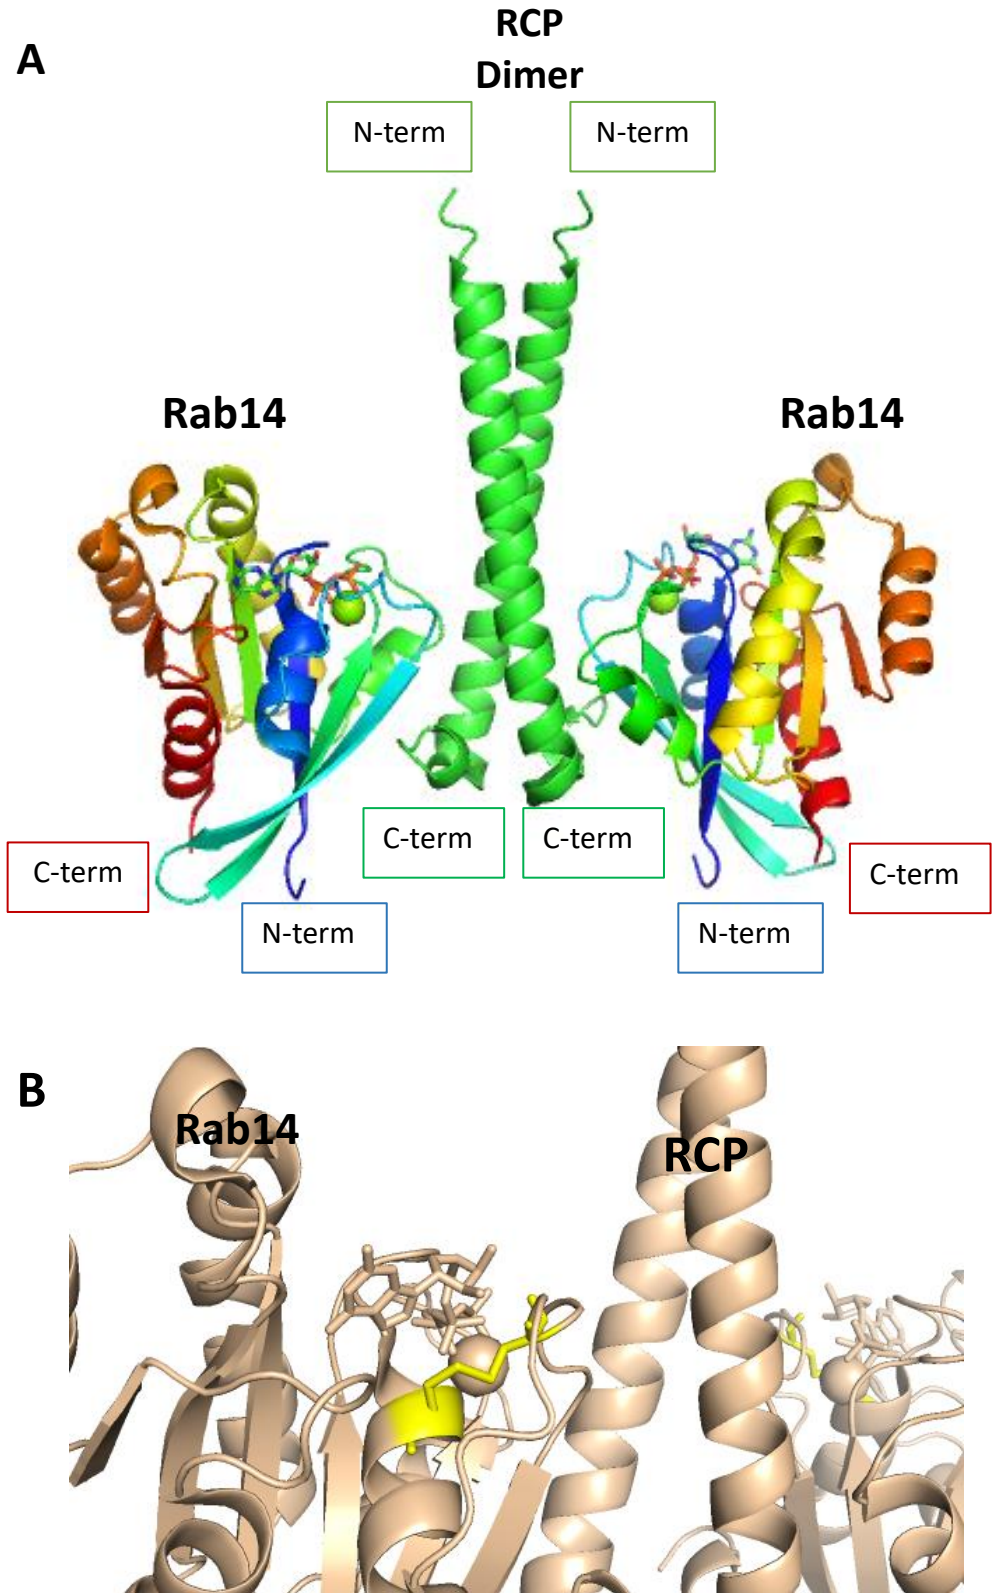 A
RCP
Dimer
N-term
N-term
Rab14
Rab14
C-term
C-term
C-term
C-term
N-term
N-term
B
Rab14
RCP